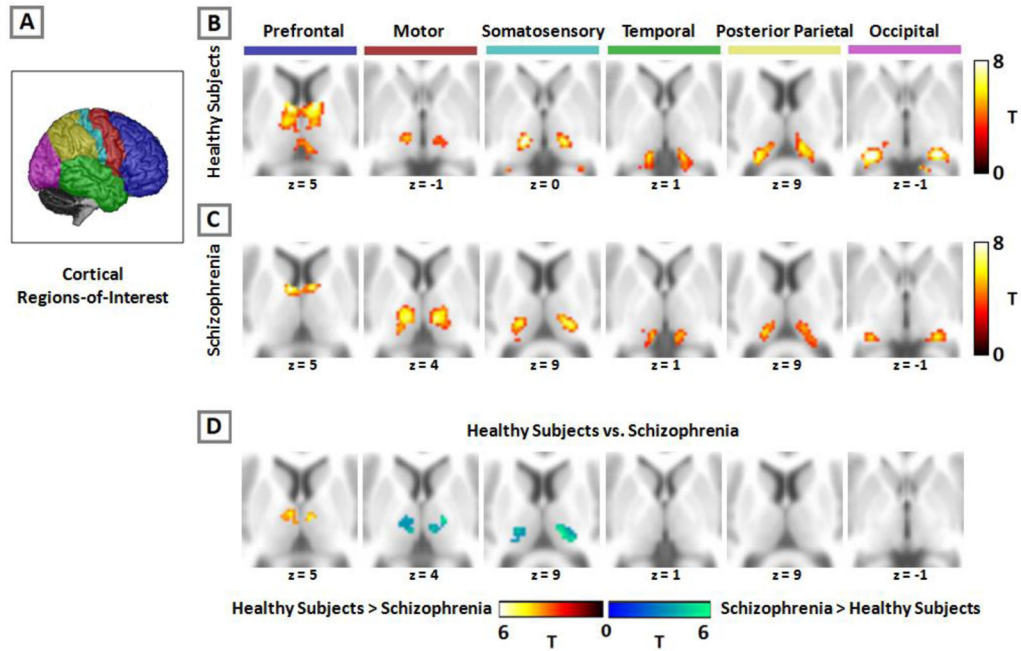 A
B
Prefrontal Motor Somatosensory Temporal Posterior Parietal Occipital
Healthy Subjects
8
T
0
z = 5 z = -1 z = 0 z = 1 z = 9 z = -1
Cortical
Regions-of-Interest
C
Schizophrenia
8
T
0
z = 5 z = 4 z = 9 z = 1 z = 9 z = -1
D
Healthy Subjects vs. Schizophrenia
z = 5 z = 4 z = 9 z = 1 z = 9 z = -1
Healthy Subjects > Schizophrenia Schizophrenia > Healthy Subjects
6 T 0 T 6